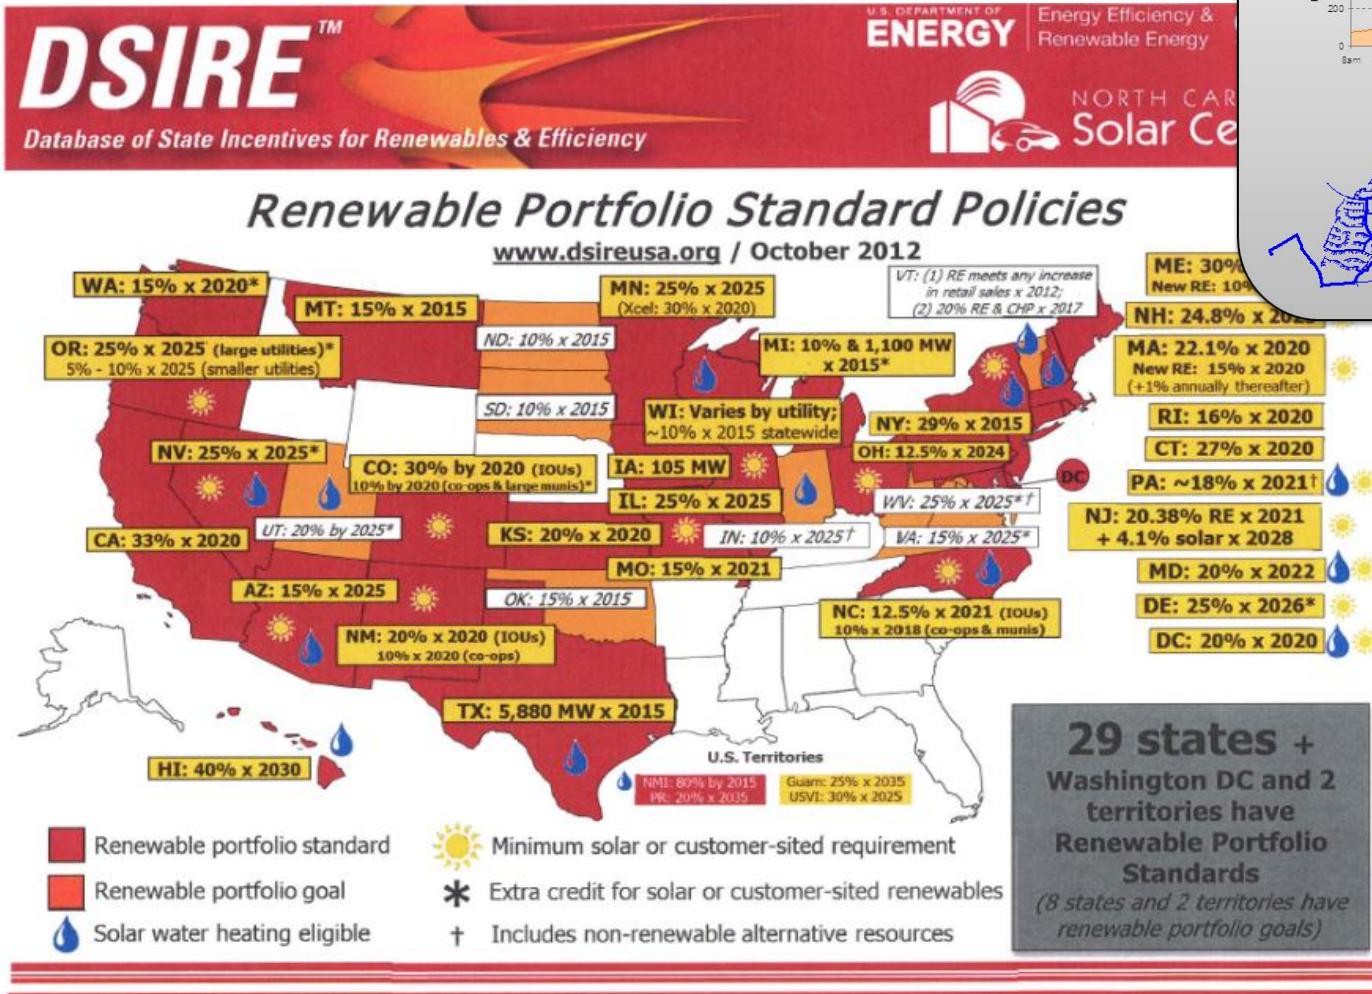 DSIRE™
Database of State Incentives for Renewables & Efficiency
U.S. DEPARTMENT OF
ENERGY
Energy Efficiency &
Renewable Energy
NORTH CAR
Solar Ce
200
0
8am
Renewable Portfolio Standard Policies
www.dsireusa.org / October 2012
WA: 15% x 2020*
MT: 15% x 2015
MN: 25% x 2025
(Xcel: 30% x 2020)
VT: (1) RE meets any increase
in retail sales x 2012;
(2) 20% RE & CHP x 2017
ME: 30%
New RE: 10%
NH: 24.8% x 2025
OR: 25% x 2025 (large utilities)*
5% - 10% x 2025 (smaller utilities)
ND: 10% x 2015
MI: 10% & 1,100 MW
x 2015*
MA: 22.1% x 2020
New RE: 15% x 2020
(+1% annually thereafter)
SD: 10% x 2015
WI: Varies by utility;
~10% x 2015 statewide
NY: 29% x 2015
RI: 16% x 2020
NV: 25% x 2025*
CO: 30% by 2020 (IOUs)
10% by 2020 (co-ops & large munis)*
IA: 105 MW
OH: 12.5% x 2024
CT: 27% x 2020
DC
PA: ~18% x 2021†
IL: 25% x 2025
WV: 25% x 2025*†
UT: 20% by 2025*
CA: 33% x 2020
KS: 20% x 2020
IN: 10% x 2025†
VA: 15% x 2025*
NJ: 20.38% RE x 2021
+ 4.1% solar x 2028
MO: 15% x 2021
MD: 20% x 2022
AZ: 15% x 2025
OK: 15% x 2015
NC: 12.5% x 2021 (IOUs)
10% x 2018 (co-ops & munis)
DE: 25% x 2026*
NM: 20% x 2020 (IOUs)
10% x 2020 (co-ops)
DC: 20% x 2020
TX: 5,880 MW x 2015
HI: 40% x 2030
U.S. Territories
NMI: 80% by 2015
PR: 20% x 2035
Guam: 25% x 2035
USVI: 30% x 2025
29 states +
Washington DC and 2
territories have
Renewable Portfolio
Standards
(8 states and 2 territories have
renewable portfolio goals)
Renewable portfolio standard
Minimum solar or customer-sited requirement
Renewable portfolio goal
* Extra credit for solar or customer-sited renewables
Solar water heating eligible
† Includes non-renewable alternative resources